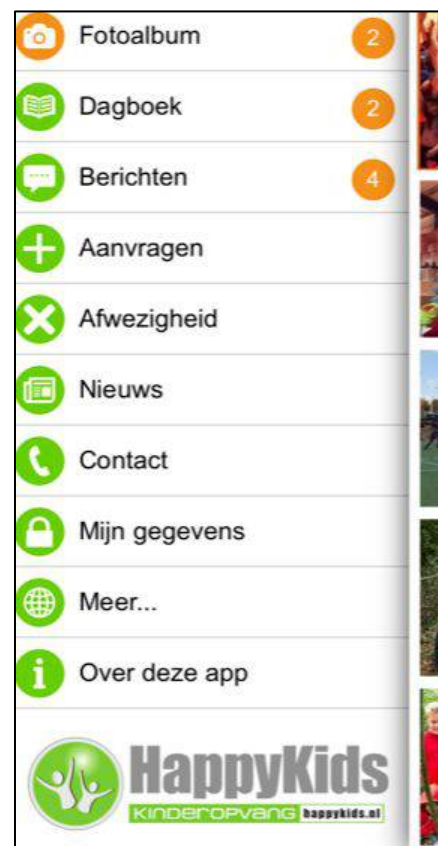 Fotoalbum 2
Dagboek 2
Berichten 4
Aanvragen
Afwezigheid
Nieuws
Contact
Mijn gegevens
Meer...
Over deze app
HappyKids
KINDEROPVANG happykids.nl